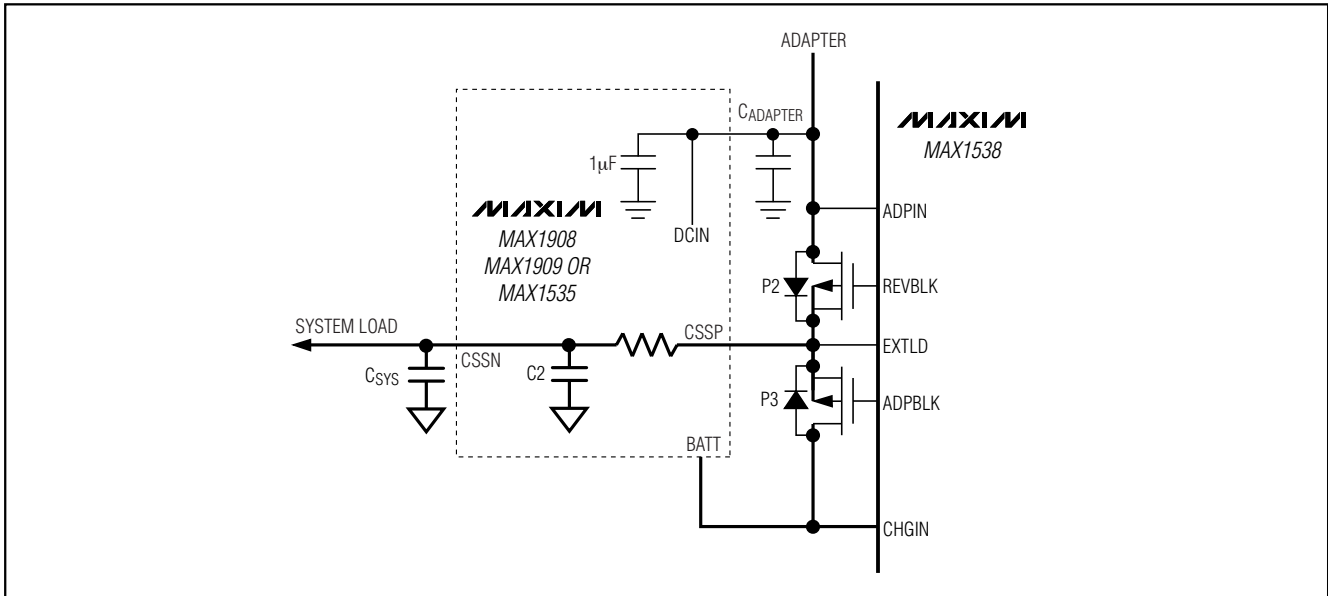 ADAPTER
CADAPTER
MAXIM
MAX1538
1µF
ADPIN
MAXIM
MAX1908
MAX1909 OR
MAX1535
DCIN
P2
REVBLK
SYSTEM LOAD
CSSP
EXTLD
CSSN
CSYS
C2
P3
ADPBLK
BATT
CHGIN